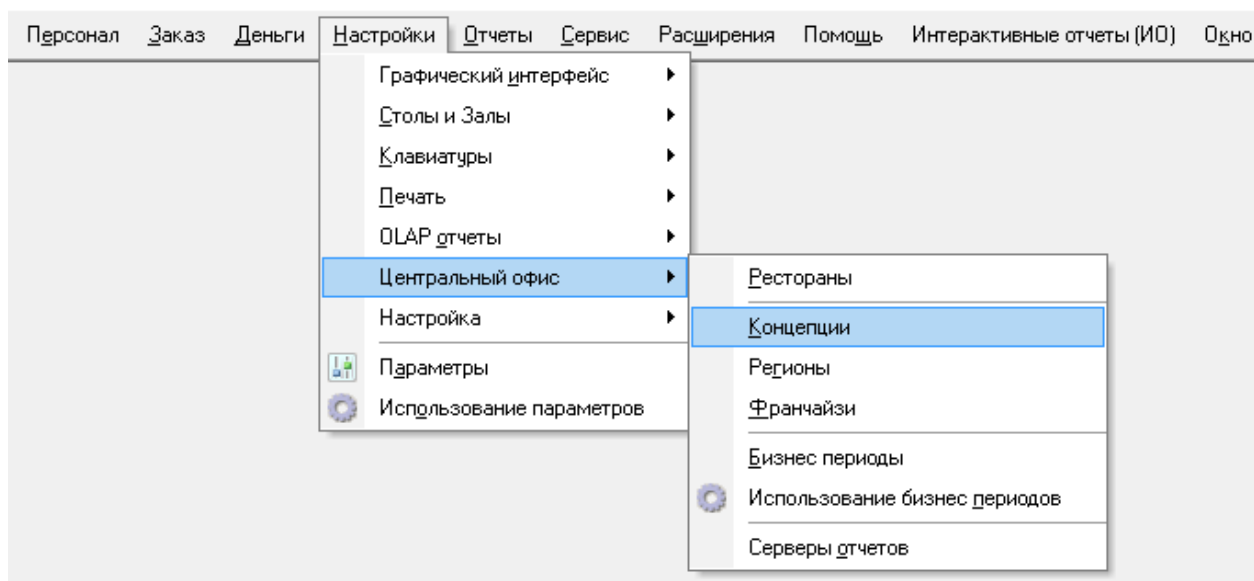 Персонал Заказ Деньги Настройки Отчеты Сервис Расширения Помощь Интерактивные отчеты (ИО) Окно
Графический интерфейс
Столы и Залы
Клавиатуры
Печать
OLAP отчеты
Центральный офис
Настройка
Параметры
Использование параметров
Рестораны
Концепции
Регионы
Франчайзи
Бизнес периоды
Использование бизнес периодов
Серверы отчетов